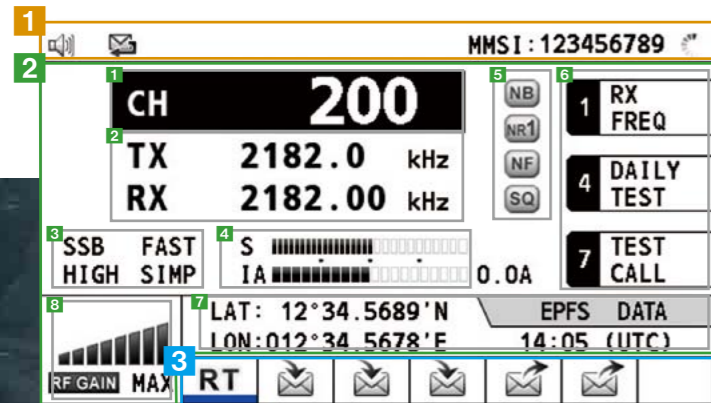 1
MMSI:123456789
2
1
CH 200
2
TX 2182.0 kHz
RX 2182.00 kHz
5
NB
NR1
NF
SQ
6
1 RX FREQ
4 DAILY TEST
7 TEST CALL
3
SSB FAST
HIGH SIMP
4
S
IA 0.0A
7
LAT: 12°34.5689'N
LON:012°34.5678'E
EPFS DATA
14:05 (UTC)
8
RF GAIN MAX
3
RT